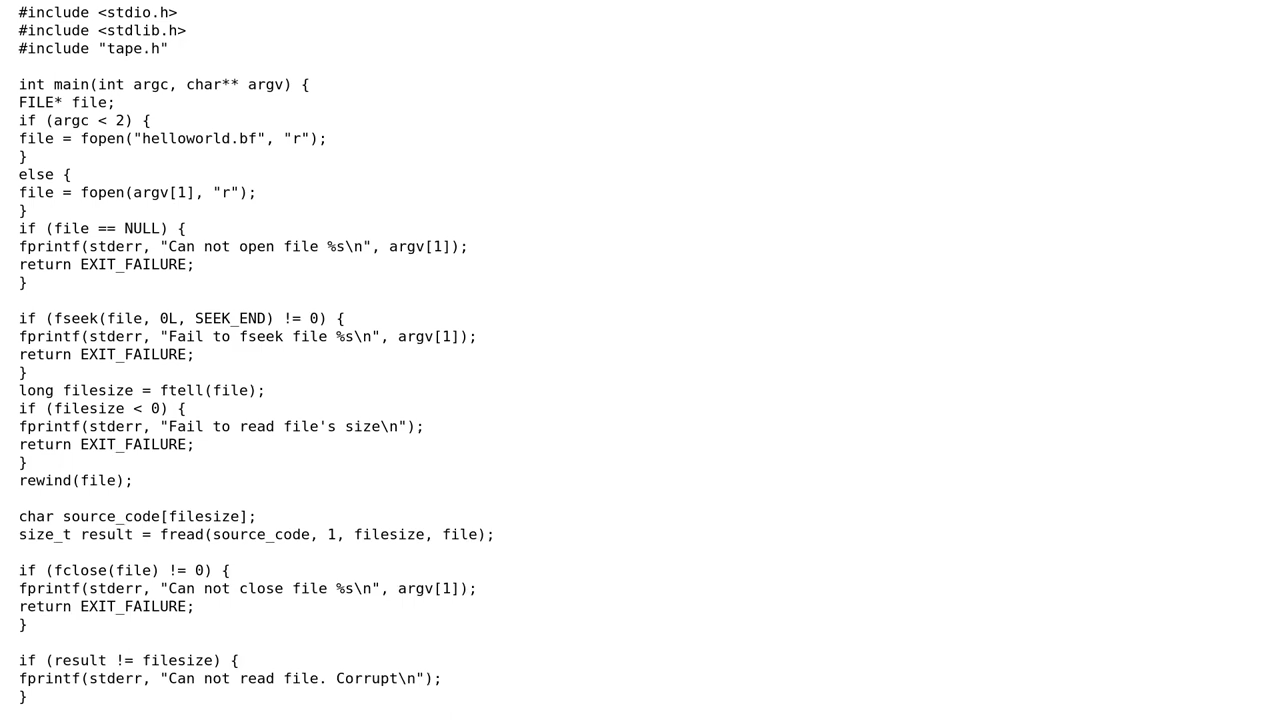 #include <stdio.h>
#include <stdlib.h>
#include "tape.h"

int main(int argc, char** argv) {
FILE* file;
if (argc < 2) {
file = fopen("helloworld.bf", "r");
}
else {
file = fopen(argv[1], "r");
}
if (file == NULL) {
fprintf(stderr, "Can not open file %s\n", argv[1]);
return EXIT_FAILURE;
}

if (fseek(file, 0L, SEEK_END) != 0) {
fprintf(stderr, "Fail to fseek file %s\n", argv[1]);
return EXIT_FAILURE;
}
long filesize = ftell(file);
if (filesize < 0) {
fprintf(stderr, "Fail to read file's size\n");
return EXIT_FAILURE;
}
rewind(file);

char source_code[filesize];
size_t result = fread(source_code, 1, filesize, file);

if (fclose(file) != 0) {
fprintf(stderr, "Can not close file %s\n", argv[1]);
return EXIT_FAILURE;
}

if (result != filesize) {
fprintf(stderr, "Can not read file. Corrupt\n");
}